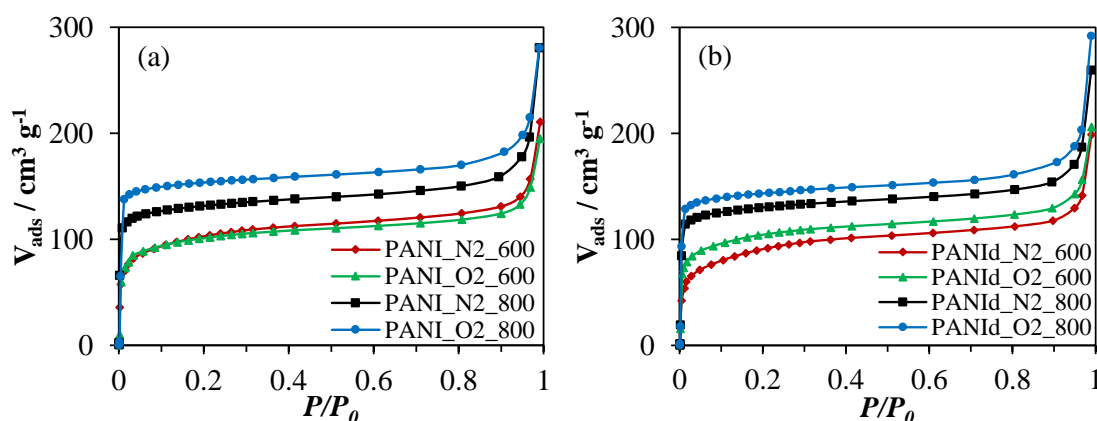 (a)
V_ads / cm³ g⁻¹
300
200
100
0
PANI_N2_600
PANI_O2_600
PANI_N2_800
PANI_O2_800
0 0.2 0.4 0.6 0.8 1
P/P₀
(b)
V_ads / cm³ g⁻¹
300
200
100
0
PANId_N2_600
PANId_O2_600
PANId_N2_800
PANId_O2_800
0 0.2 0.4 0.6 0.8 1
P/P₀